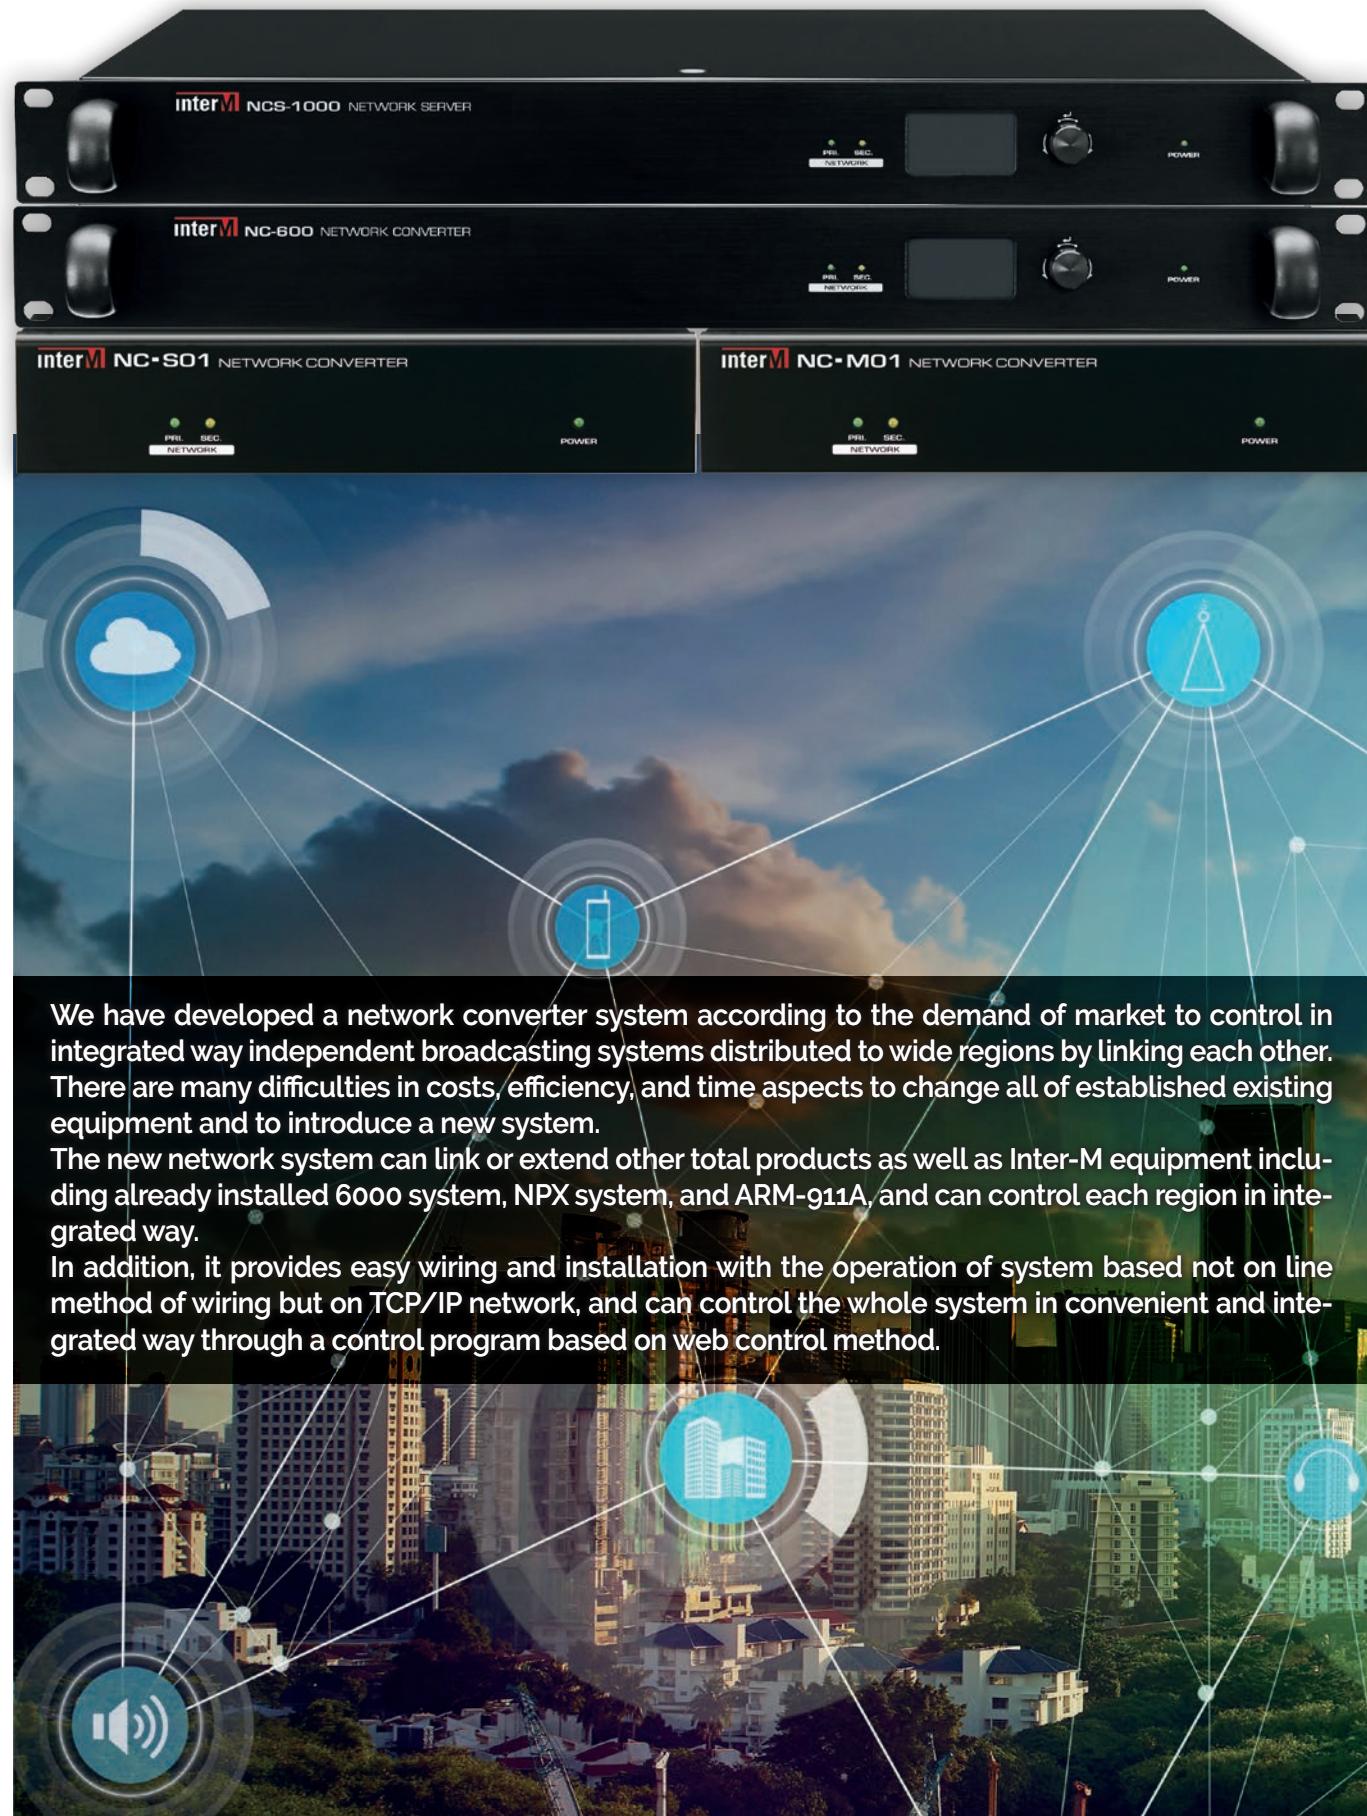 interM NCS-1000 NETWORK SERVER
PRI. SEC.
NETWORK
POWER
interM NC-600 NETWORK CONVERTER
PRI. SEC.
NETWORK
POWER
interM NC-S01 NETWORK CONVERTER
PRI. SEC.
NETWORK
POWER
interM NC-M01 NETWORK CONVERTER
PRI. SEC.
NETWORK
POWER
We have developed a network converter system according to the demand of market to control in
integrated way independent broadcasting systems distributed to wide regions by linking each other.
There are many difficulties in costs, efficiency, and time aspects to change all of established existing
equipment and to introduce a new system.
The new network system can link or extend other total products as well as Inter-M equipment inclu-
ding already installed 6000 system, NPX system, and ARM-911A, and can control each region in inte-
grated way.
In addition, it provides easy wiring and installation with the operation of system based not on line
method of wiring but on TCP/IP network, and can control the whole system in convenient and inte-
grated way through a control program based on web control method.